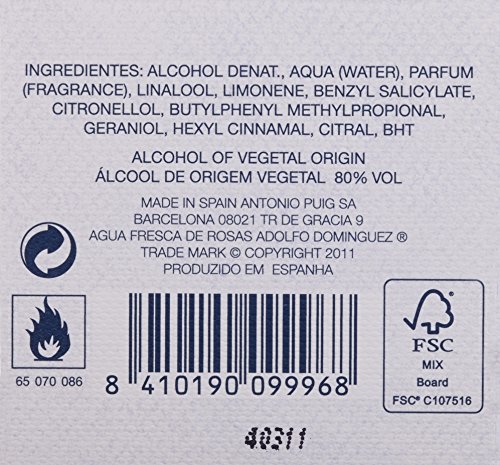 INGREDIENTES: ALCOHOL DENAT., AQUA (WATER), PARFUM
(FRAGRANCE), LINALOOL, LIMONENE, BENZYL SALICYLATE,
CITRONELLOL, BUTYLPHENYL METHYLPROPIONAL,
GERANIOL, HEXYL CINNAMAL, CITRAL, BHT
ALCOHOL OF VEGETAL ORIGIN
ÁLCOOL DE ORIGEM VEGETAL 80% VOL
MADE IN SPAIN ANTONIO PUIG SA
BARCELONA 08021 TR DE GRACIA 9
AGUA FRESCA DE ROSAS ADOLFO DOMINGUEZ ®
TRADE MARK © COPYRIGHT 2011
PRODUZIDO EM ESPANHA
65 070 086
8 410190 099968
FSC
MIX
Board
FSC® C107516
40311